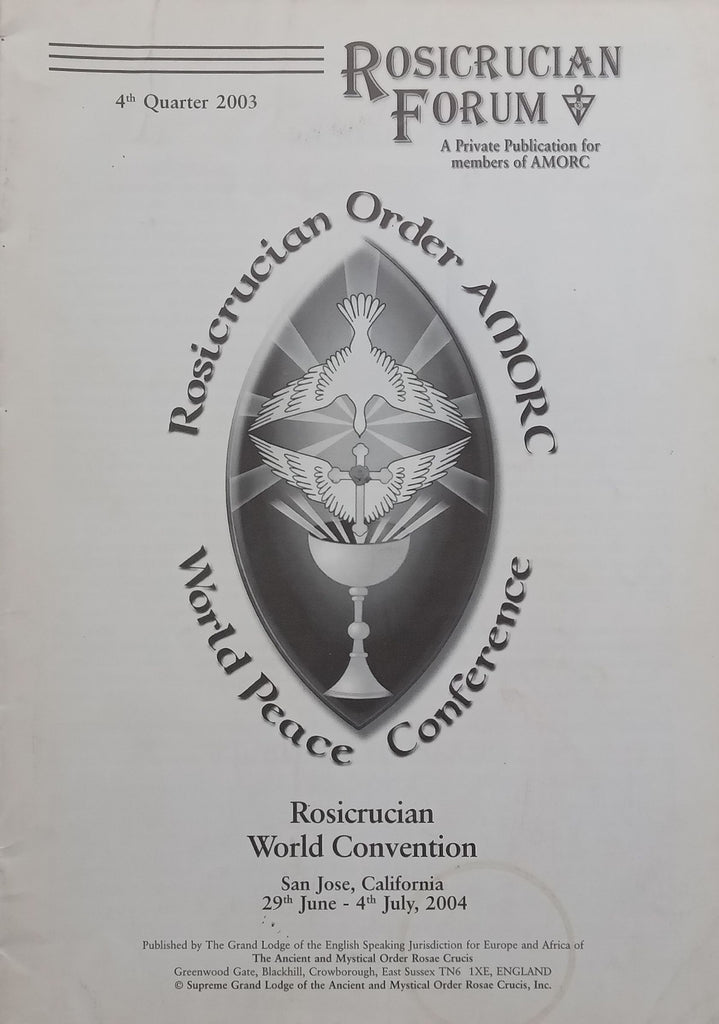 4th Quarter 2003
ROSICRUCIAN
FORUM
A Private Publication for
members of AMORC
Rosicrucian Order AMORC
World Peace Conference
Rosicrucian
World Convention
San Jose, California
29th June - 4th July, 2004
Published by The Grand Lodge of the English Speaking Jurisdiction for Europe and Africa of
The Ancient and Mystical Order Rosae Crucis
Greenwood Gate, Blackhill, Crowborough, East Sussex TN6 1XE, ENGLAND
© Supreme Grand Lodge of the Ancient and Mystical Order Rosae Crucis, Inc.